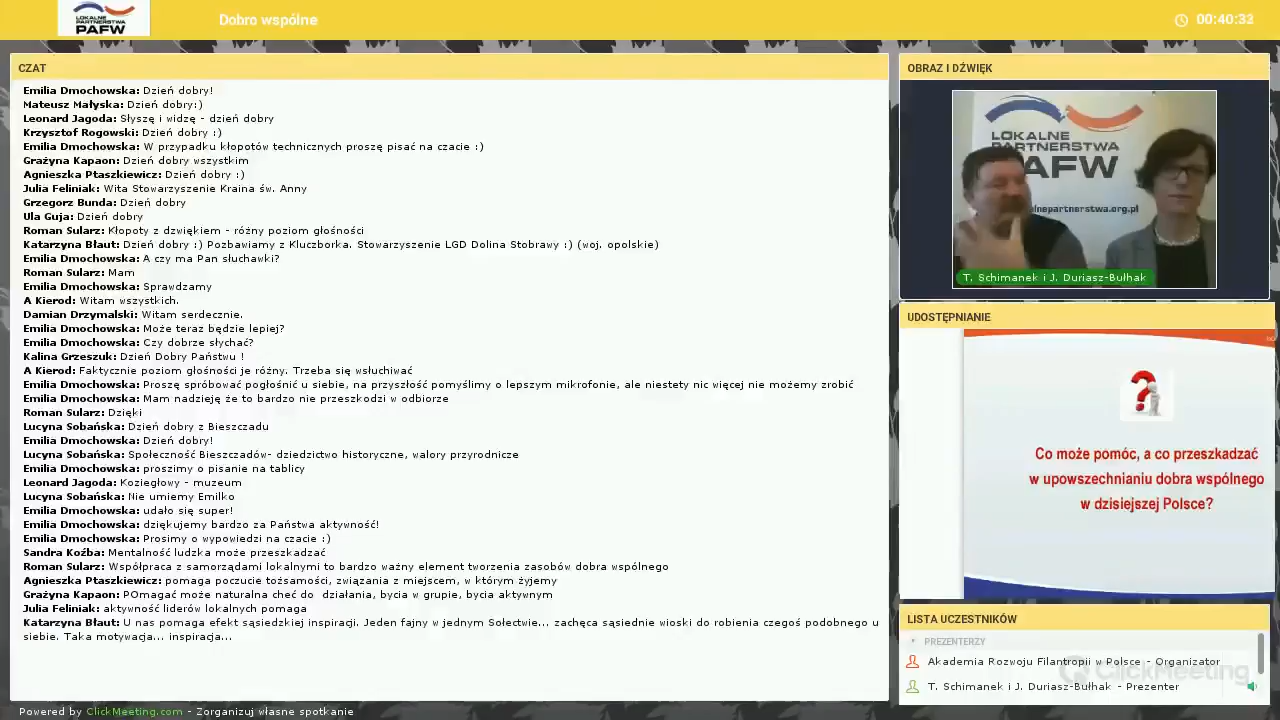 LOKALNE
PARTNERSTWA
PAFW
Dobro wspólne
00:40:32
CZAT
Emilia Dmochowska: Dzień dobry!
Mateusz Małyska: Dzień dobry:)
Leonard Jagoda: Słyszę i widzę - dzień dobry
Krzysztof Rogowski: Dzień dobry :)
Emilia Dmochowska: W przypadku kłopotów technicznych proszę pisać na czacie :)
Grażyna Kapaon: Dzień dobry wszystkim
Agnieszka Ptaszkiewicz: Dzień dobry :)
Julia Feliniak: Wita Stowarzyszenie Kraina św. Anny
Grzegorz Bunda: Dzień dobry
Ula Guja: Dzień dobry
Roman Sularz: Kłopoty z dzwiękiem - różny poziom głośności
Katarzyna Błaut: Dzień dobry :) Pozbawiamy z Kluczborka. Stowarzyszenie LGD Dolina Stobrawy :) (woj. opolskie)
Emilia Dmochowska: A czy ma Pan słuchawki?
Roman Sularz: Mam
Emilia Dmochowska: Sprawdzamy
A Kierod: Witam wszystkich.
Damian Drzymalski: Witam serdecznie.
Emilia Dmochowska: Może teraz będzie lepiej?
Emilia Dmochowska: Czy dobrze słychać?
Kalina Grzeszuk: Dzień Dobry Państwu !
A Kierod: Faktycznie poziom głośności je różny. Trzeba się wsłuchiwać
Emilia Dmochowska: Proszę spróbować pogłośnić u siebie, na przyszłość pomyślimy o lepszym mikrofonie, ale niestety nic więcej nie możemy zrobić
Emilia Dmochowska: Mam nadzieję że to bardzo nie przeszkodzi w odbiorze
Roman Sularz: Dzięki
Lucyna Sobańska: Dzień dobry z Bieszczadu
Emilia Dmochowska: Dzień dobry!
Lucyna Sobańska: Społeczność Bieszczadów- dziedzictwo historyczne, walory przyrodnicze
Emilia Dmochowska: proszimy o pisanie na tablicy
Leonard Jagoda: Koziegłowy - muzeum
Lucyna Sobańska: Nie umiemy Emilko
Emilia Dmochowska: udało się super!
Emilia Dmochowska: dziękujemy bardzo za Państwa aktywność!
Emilia Dmochowska: Prosimy o wypowiedzi na czacie :)
Sandra Koźba: Mentalność ludzka może przeszkadzać
Roman Sularz: Współpraca z samorządami lokalnymi to bardzo ważny element tworzenia zasobów dobra wspólnego
Agnieszka Ptaszkiewicz: pomaga poczucie tożsamości, związania z miejscem, w którym żyjemy
Grażyna Kapaon: POmagać może naturalna cheć do  działania, bycia w grupie, bycia aktywnym
Julia Feliniak: aktywność liderów lokalnych pomaga
Katarzyna Błaut: U nas pomaga efekt sąsiedzkiej inspiracji. Jeden fajny w jednym Sołectwie... zachęca sąsiednie wioski do robienia czegoś podobnego u
siebie. Taka motywacja... inspiracja...
Powered by ClickMeeting.com - Zorganizuj własne spotkanie
OBRAZ I DŹWIĘK
LOKALNE
PARTNERSTWA
PAFW
lnepartnerstwa.org.pl
T. Schimanek i J. Duriasz-Bułhak
UDOSTĘPNIANIE
Co może pomóc, a co przeszkadzać
w upowszechnianiu dobra wspólnego
w dzisiejszej Polsce?
LISTA UCZESTNIKÓW
PREZENTERZY
Akademia Rozwoju Filantropii w Polsce - Organizator
T. Schimanek i J. Duriasz-Bułhak - Prezenter
ClickMeeting